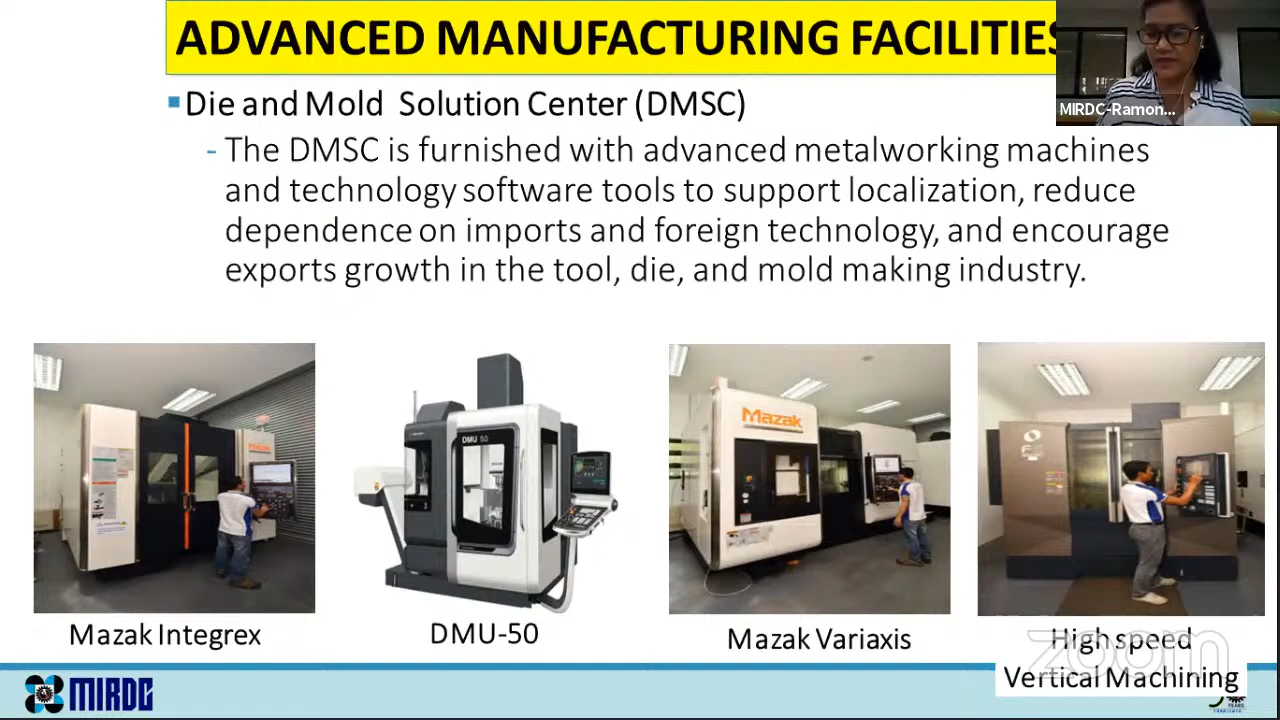 ADVANCED MANUFACTURING FACILITIES
MIRDC-Ramon...
Die and Mold Solution Center (DMSC)
- The DMSC is furnished with advanced metalworking machines
and technology software tools to support localization, reduce
dependence on imports and foreign technology, and encourage
exports growth in the tool, die, and mold making industry.
Mazak
DMU 50
Mazak
Mazak Integrex
DMU-50
Mazak Variaxis
High speed
Vertical Machining
zoom
MIRDC
YEARS